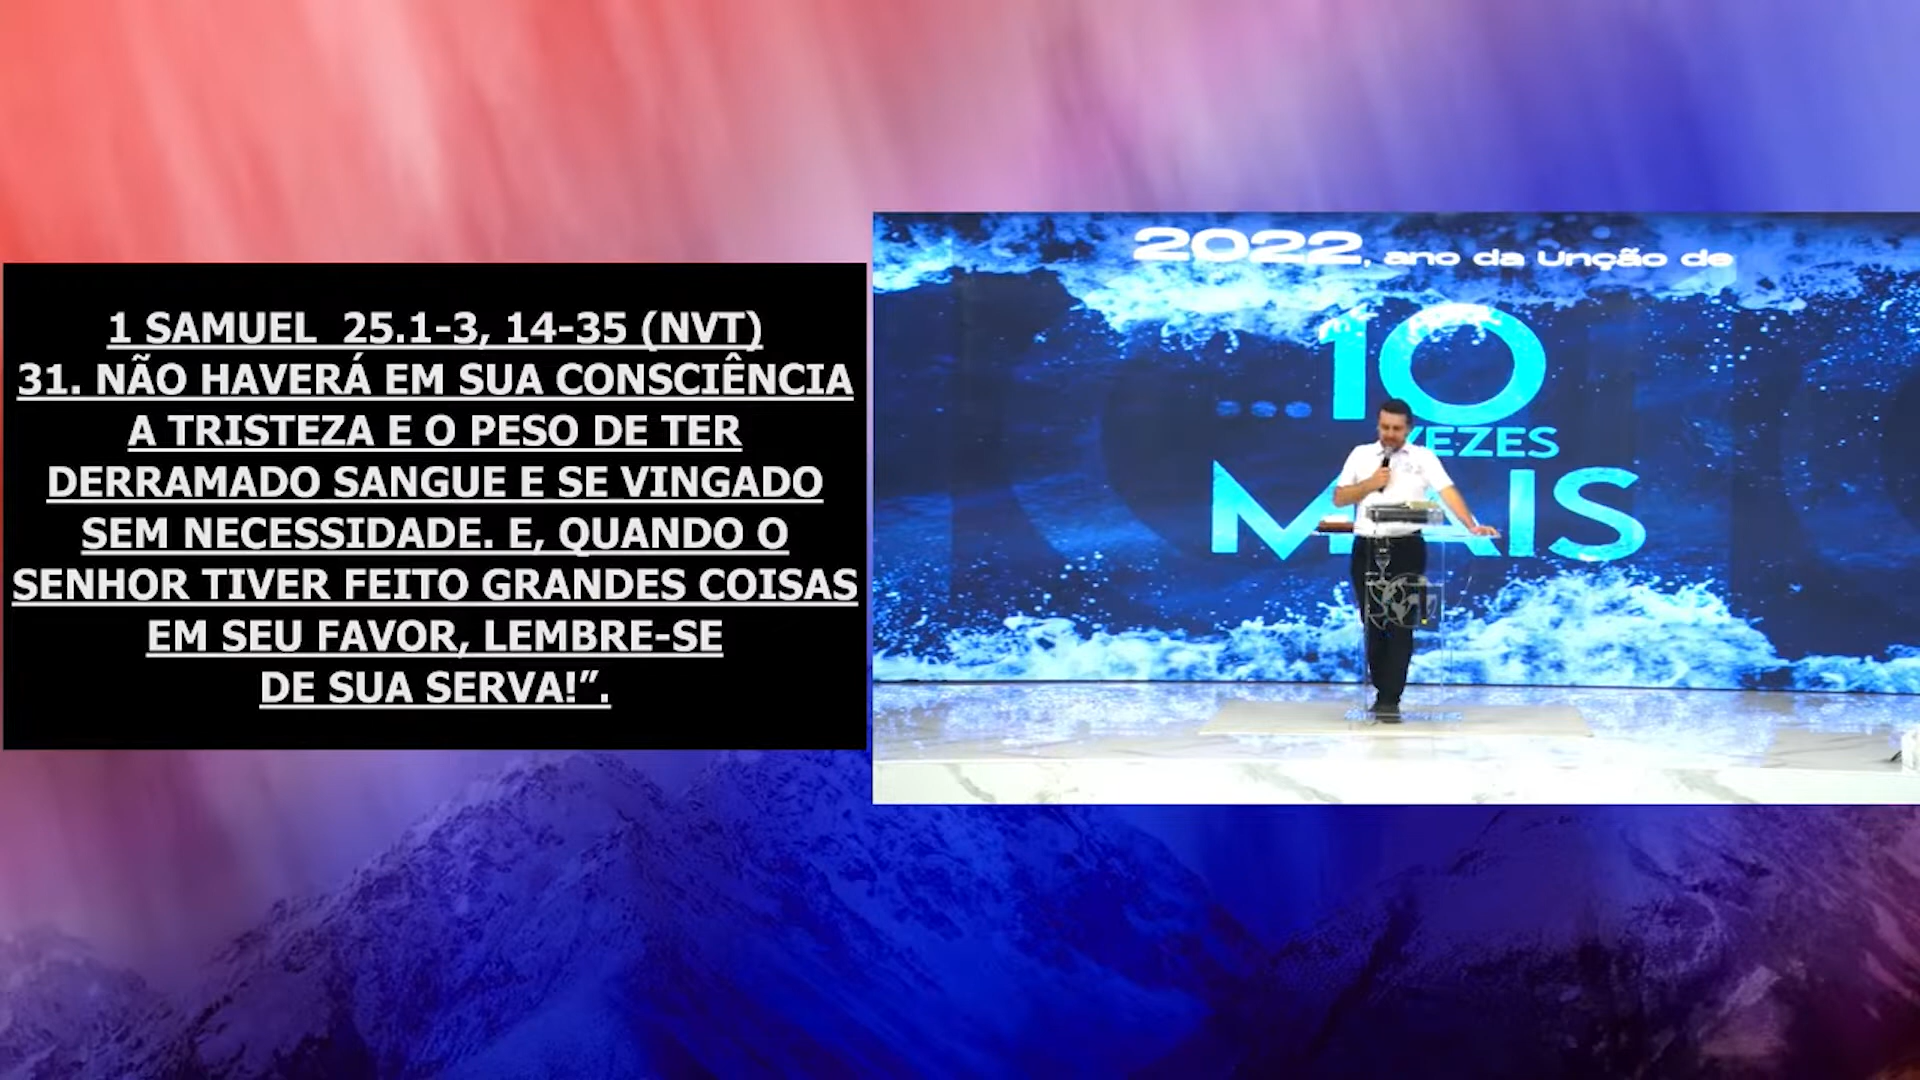 1 SAMUEL  25.1-3, 14-35 (NVT)
31. NÃO HAVERÁ EM SUA CONSCIÊNCIA
A TRISTEZA E O PESO DE TER
DERRAMADO SANGUE E SE VINGADO
SEM NECESSIDADE. E, QUANDO O
SENHOR TIVER FEITO GRANDES COISAS
EM SEU FAVOR, LEMBRE-SE
DE SUA SERVA!”.
2022, ano da Unção de
...10
VEZES
MAIS